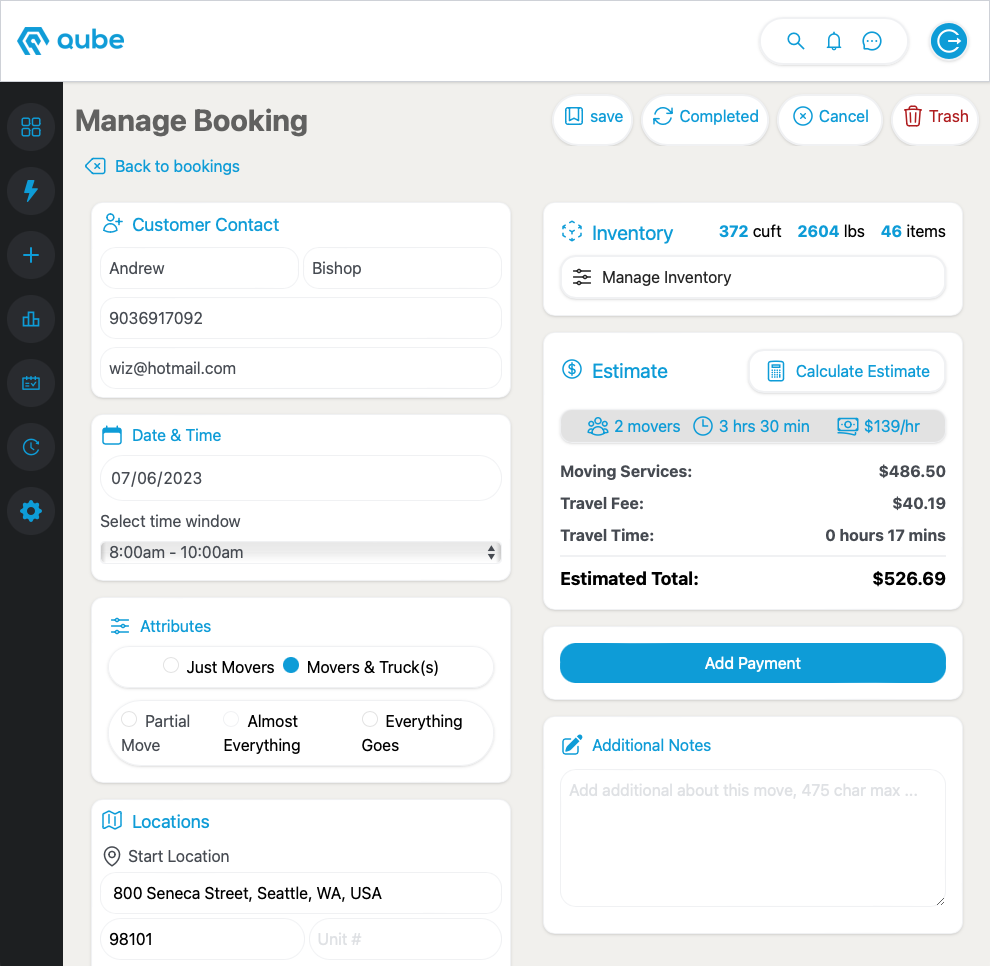 qube
Manage Booking
save
Completed
Cancel
Trash
Back to bookings
Customer Contact
Andrew
Bishop
9036917092
wiz@hotmail.com
Date & Time
07/06/2023
Select time window
8:00am - 10:00am
Attributes
Just Movers
Movers & Truck(s)
Partial
Move
Almost
Everything
Everything
Goes
Locations
Start Location
800 Seneca Street, Seattle, WA, USA
98101
Unit #
Inventory
372 cuft
2604 lbs
46 items
Manage Inventory
Estimate
Calculate Estimate
2 movers
3 hrs 30 min
$139/hr
Moving Services: $486.50
Travel Fee: $40.19
Travel Time: 0 hours 17 mins
Estimated Total: $526.69
Add Payment
Additional Notes
Add additional about this move, 475 char max ...